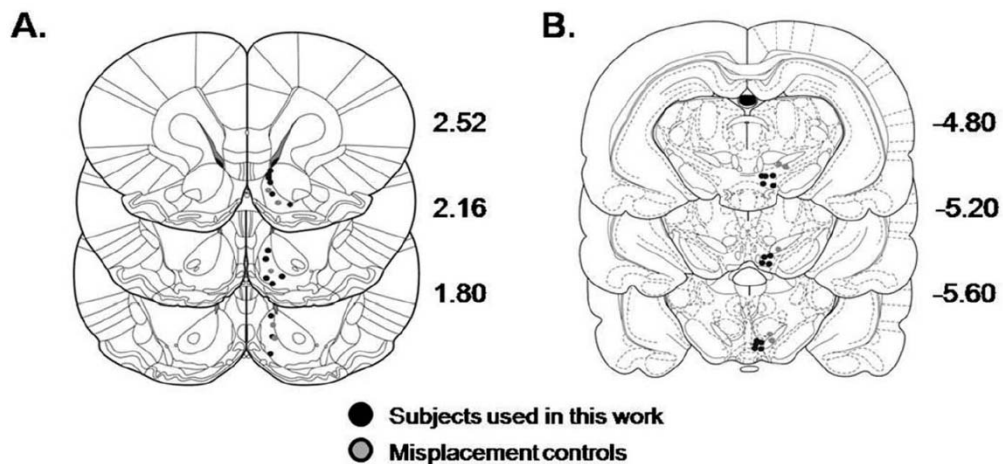 A.
B.
2.52
2.16
1.80
–4.80
–5.20
–5.60
Subjects used in this work
Misplacement controls